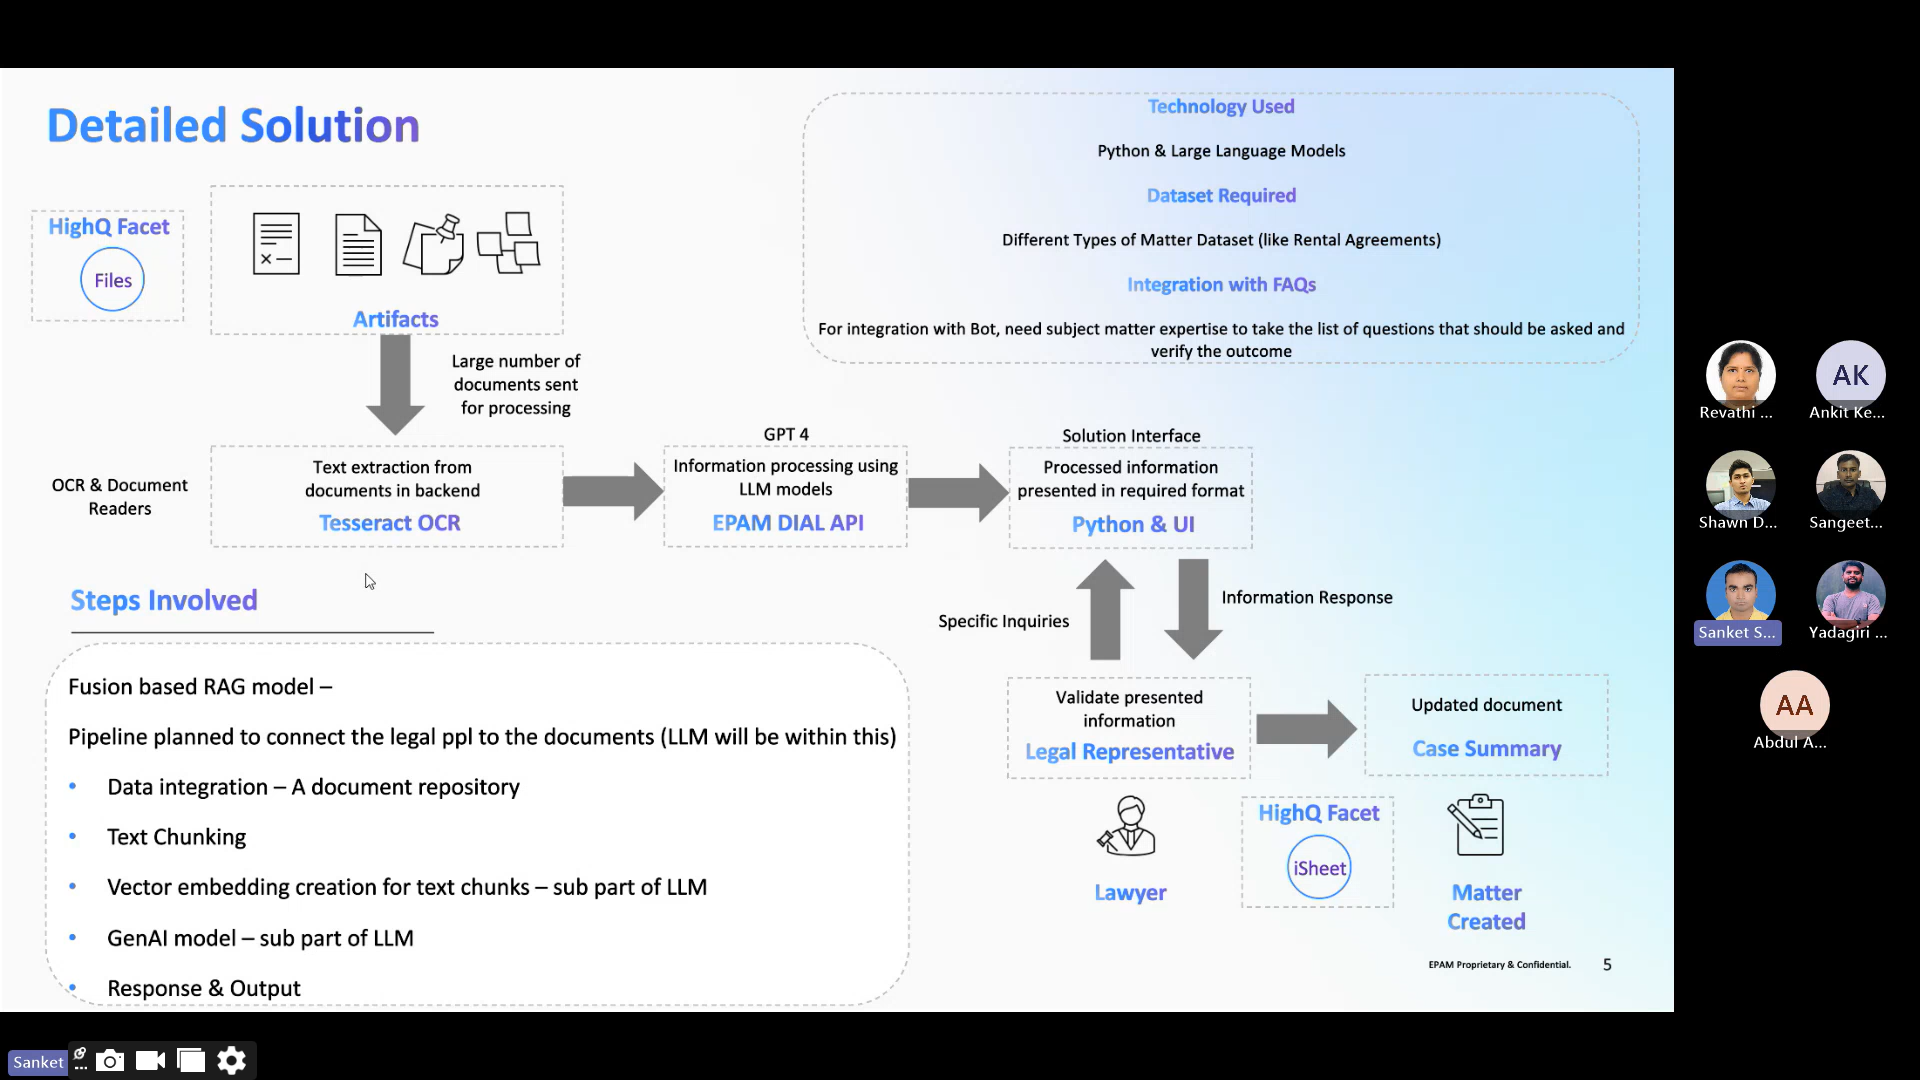 Detailed Solution
HighQ Facet
Files
Artifacts
Large number of
documents sent
for processing
Technology Used
Python & Large Language Models
Dataset Required
Different Types of Matter Dataset (like Rental Agreements)
Integration with FAQs
For integration with Bot, need subject matter expertise to take the list of questions that should be asked and
verify the outcome
OCR & Document
Readers
Text extraction from
documents in backend
Tesseract OCR
GPT 4
Information processing using
LLM models
EPAM DIAL API
Solution Interface
Processed information
presented in required format
Python & UI
Specific Inquiries
Information Response
Validate presented
information
Legal Representative
Updated document
Case Summary
Lawyer
HighQ Facet
iSheet
Matter
Created
Steps Involved
Fusion based RAG model –
Pipeline planned to connect the legal ppl to the documents (LLM will be within this)
• Data integration – A document repository
• Text Chunking
• Vector embedding creation for text chunks – sub part of LLM
• GenAI model – sub part of LLM
• Response & Output
EPAM Proprietary & Confidential.
5
Revathi ...
AK
Ankit Ke...
Shawn D...
Sangeet...
Sanket S...
Yadagiri ...
AA
Abdul A...
Sanket